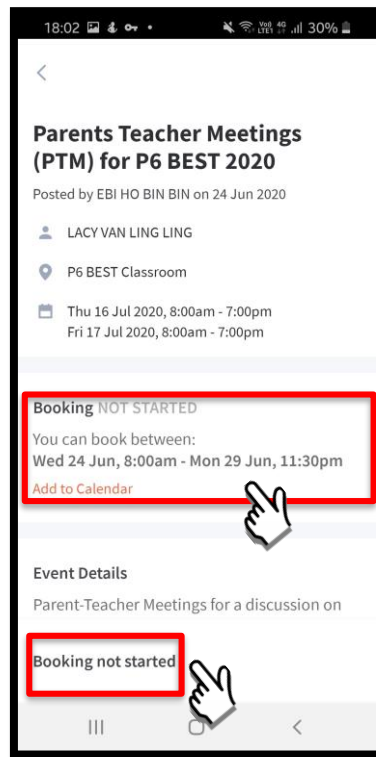 18:02 Vo)) LTE1 4G 30%
Parents Teacher Meetings
(PTM) for P6 BEST 2020
Posted by EBI HO BIN BIN on 24 Jun 2020
LACY VAN LING LING
P6 BEST Classroom
Thu 16 Jul 2020, 8:00am - 7:00pm
Fri 17 Jul 2020, 8:00am - 7:00pm
Booking NOT STARTED
You can book between:
Wed 24 Jun, 8:00am - Mon 29 Jun, 11:30pm
Add to Calendar
Event Details
Parent-Teacher Meetings for a discussion on
Booking not started